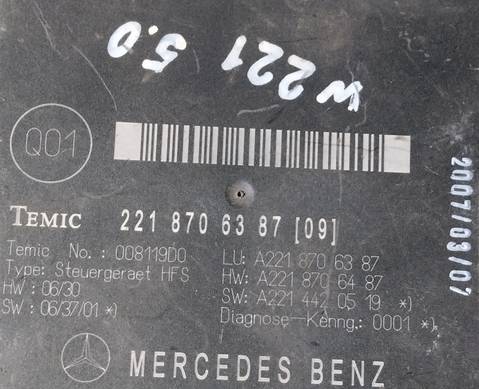 W221 5.0
Q01
TEMIC 221 870 63 87 [09]
Temic No.: 008119D0
Type: Steuergeraet HFS
HW : 06/30
SW : 06/37/01 *)
LU: A221 870 63 87
HW: A221 870 64 87
SW: A221 442 05 19 *)
Diagnose-Kenng.: 0001 *)
MERCEDES BENZ
2007/09/07